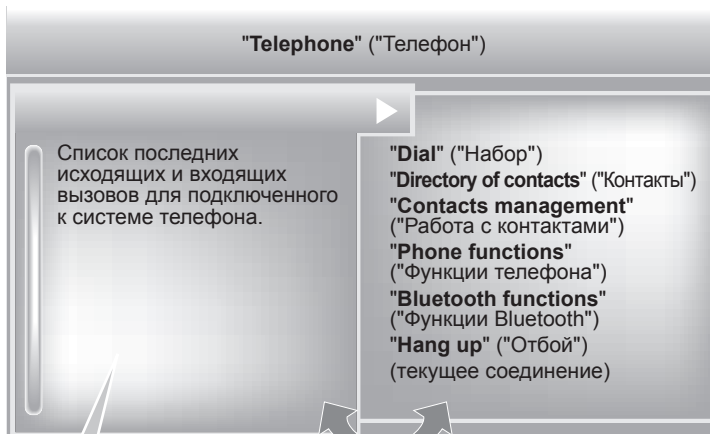 "Telephone" ("Телефон")
Список последних
исходящих и входящих
вызовов для подключенного
к системе телефона.
"Dial" ("Набор")
"Directory of contacts" ("Контакты")
"Contacts management"
("Работа с контактами")
"Phone functions"
("Функции телефона")
"Bluetooth functions"
("Функции Bluetooth")
"Hang up" ("Отбой")
(текущее соединение)